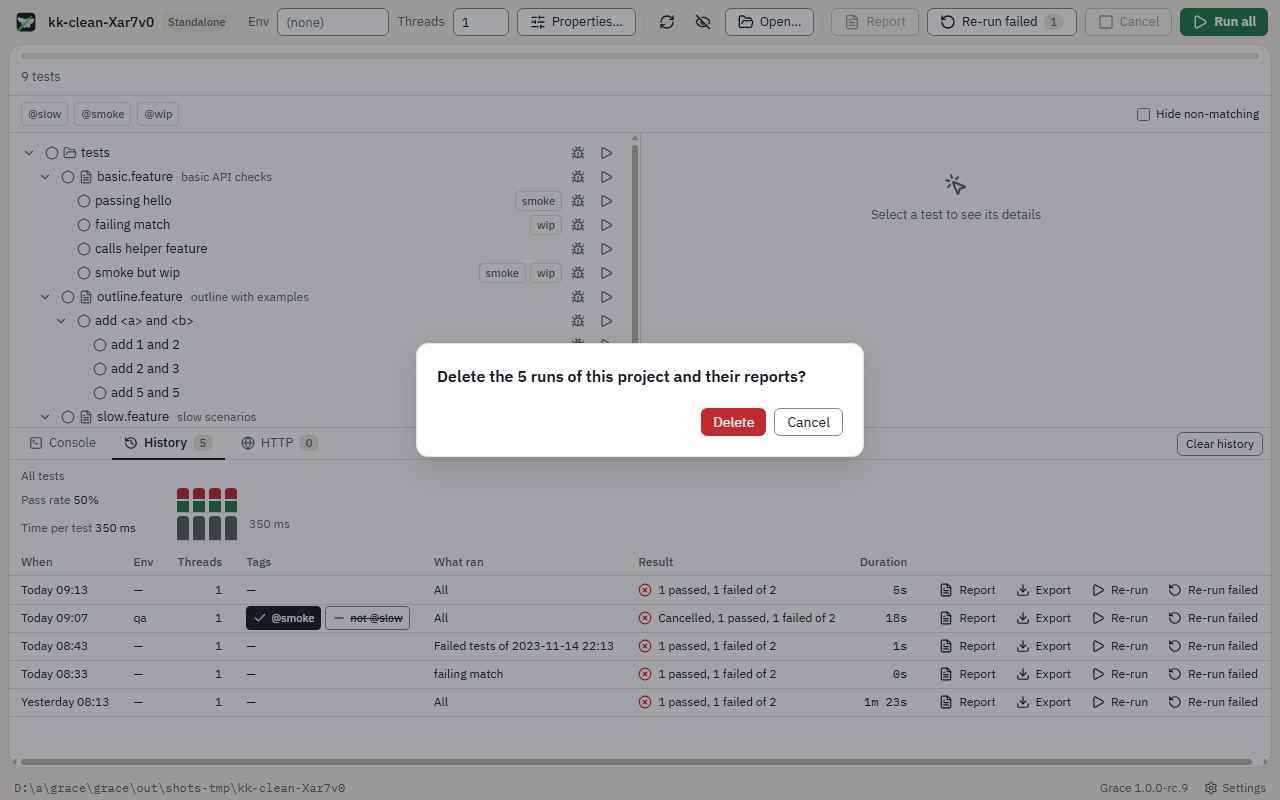 kk-clean-Xar7v0 Standalone Env (none) Threads 1 Properties... Open... Report Re-run failed 1 Cancel Run all
9 tests
@slow @smoke @wip Hide non-matching
tests
basic.feature basic API checks
passing hello smoke
failing match wip
calls helper feature
smoke but wip smoke wip
Select a test to see its details
outline.feature outline with examples
add <a> and <b>
add 1 and 2
add 2 and 3
add 5 and 5
slow.feature slow scenarios
Delete the 5 runs of this project and their reports?
Delete Cancel
Console History 5 HTTP 0 Clear history
All tests
Pass rate 50%
Time per test 350 ms 350 ms
When Env Threads Tags What ran Result Duration
Today 09:13 — 1 — All 1 passed, 1 failed of 2 5s Report Export Re-run Re-run failed
Today 09:07 qa 1 @smoke not @slow All Cancelled, 1 passed, 1 failed of 2 18s Report Export Re-run Re-run failed
Today 08:43 — 1 — Failed tests of 2023-11-14 22:13 1 passed, 1 failed of 2 1s Report Export Re-run Re-run failed
Today 08:33 — 1 — failing match 1 passed, 1 failed of 2 0s Report Export Re-run Re-run failed
Yesterday 08:13 — 1 — All 1 passed, 1 failed of 2 1m 23s Report Export Re-run Re-run failed
D:\a\grace\grace\out\shots-tmp\kk-clean-Xar7v0 Grace 1.0.0-rc.9 Settings